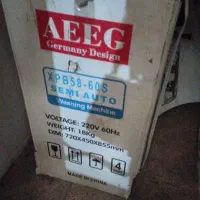 AEEG
Germany Design
XPB58-60S
SEMI AUTO
Washing Machine
VOLTAGE: 220V 60Hz
WEIGHT: 18KG
DIM: 720X450X855mm
4
MADE IN CHINA